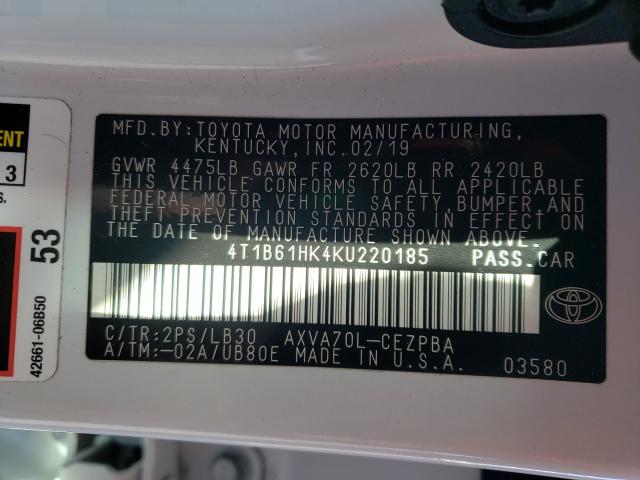 MFD.BY:TOYOTA MOTOR MANUFACTURING,
KENTUCKY, INC.02/19
GVWR 4475LB GAWR FR 2620LB RR 2420LB
THIS VEHICLE CONFORMS TO ALL APPLICABLE
FEDERAL MOTOR VEHICLE SAFETY, BUMPER, AND
THEFT PREVENTION STANDARDS IN EFFECT ON
THE DATE OF MANUFACTURE SHOWN ABOVE.
4T1B61HK4KU220185 PASS.CAR
C/TR:2PS/LB30 AXVA70L-CEZPBA
A/TM:-02A/UB80E MADE IN U.S.A. 03580
3
53
42661-06B50